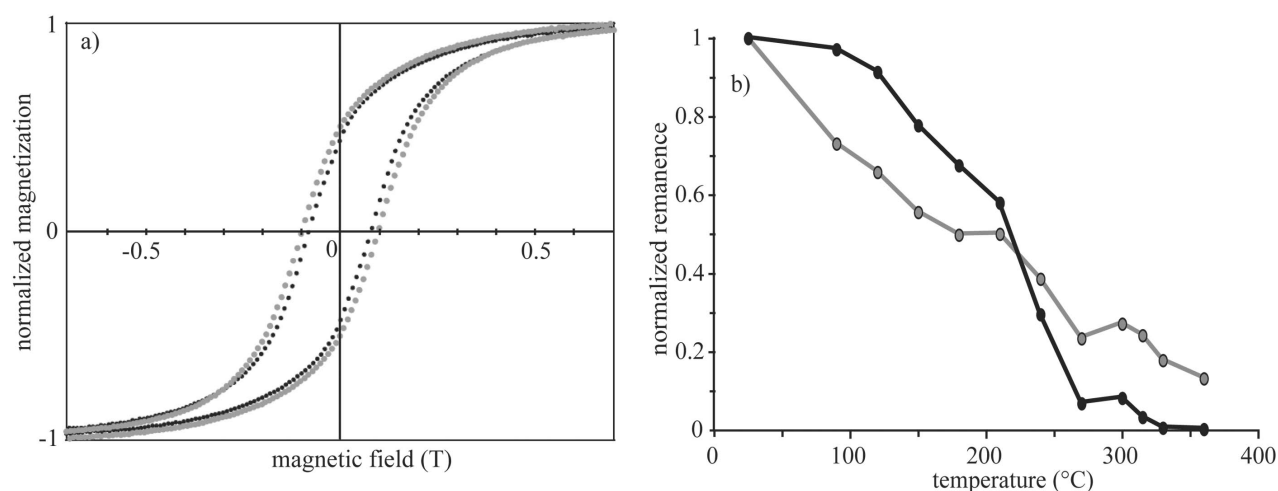 a)
1
0
-1
-0.5
0
0.5
normalized magnetization
magnetic field (T)
b)
1
0.8
0.6
0.4
0.2
0
0
100
200
300
400
normalized remanence
temperature (°C)